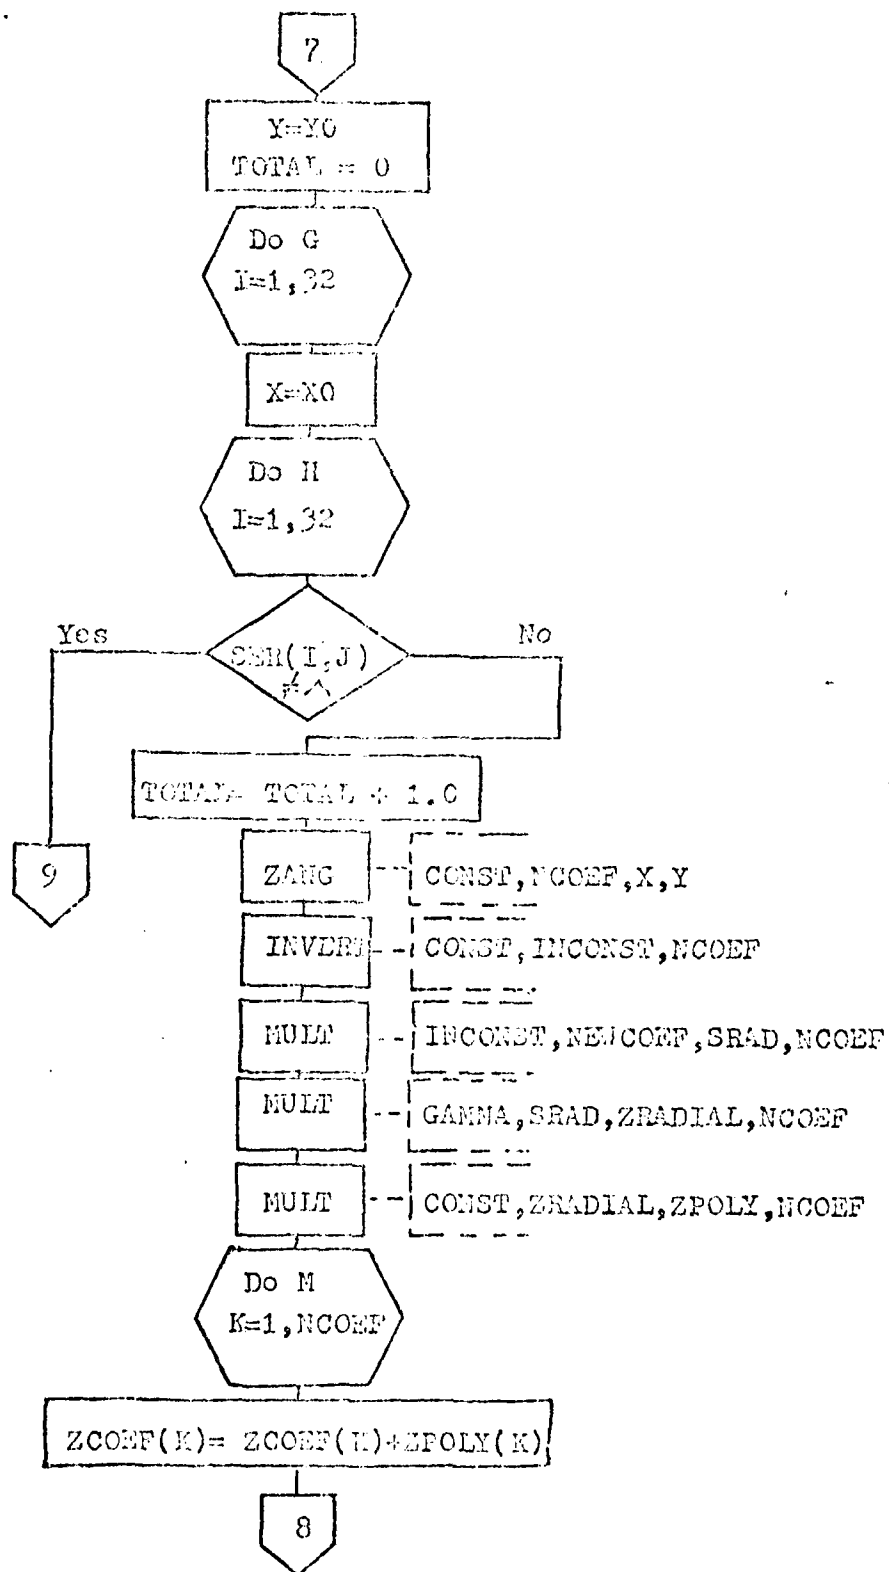 7
Y=Y0
TOTAL = 0
Do G
I=1,32
X=X0
Do H
I=1,32
Yes
No
SER(I,J)
≠
TOTAL= TOTAL + 1.0
9
ZANG
CONST,NCOEF,X,Y
INVERT
CONST,INCONST,NCOEF
MULT
INCONST,NEWCOEF,SRAD,NCOEF
MULT
GAMMA,SRAD,ZRADIAL,NCOEF
MULT
CONST,ZRADIAL,ZPOLY,NCOEF
Do M
K=1,NCOEF
ZCOEF(K)= ZCOEF(K)+ZPOLY(K)
8